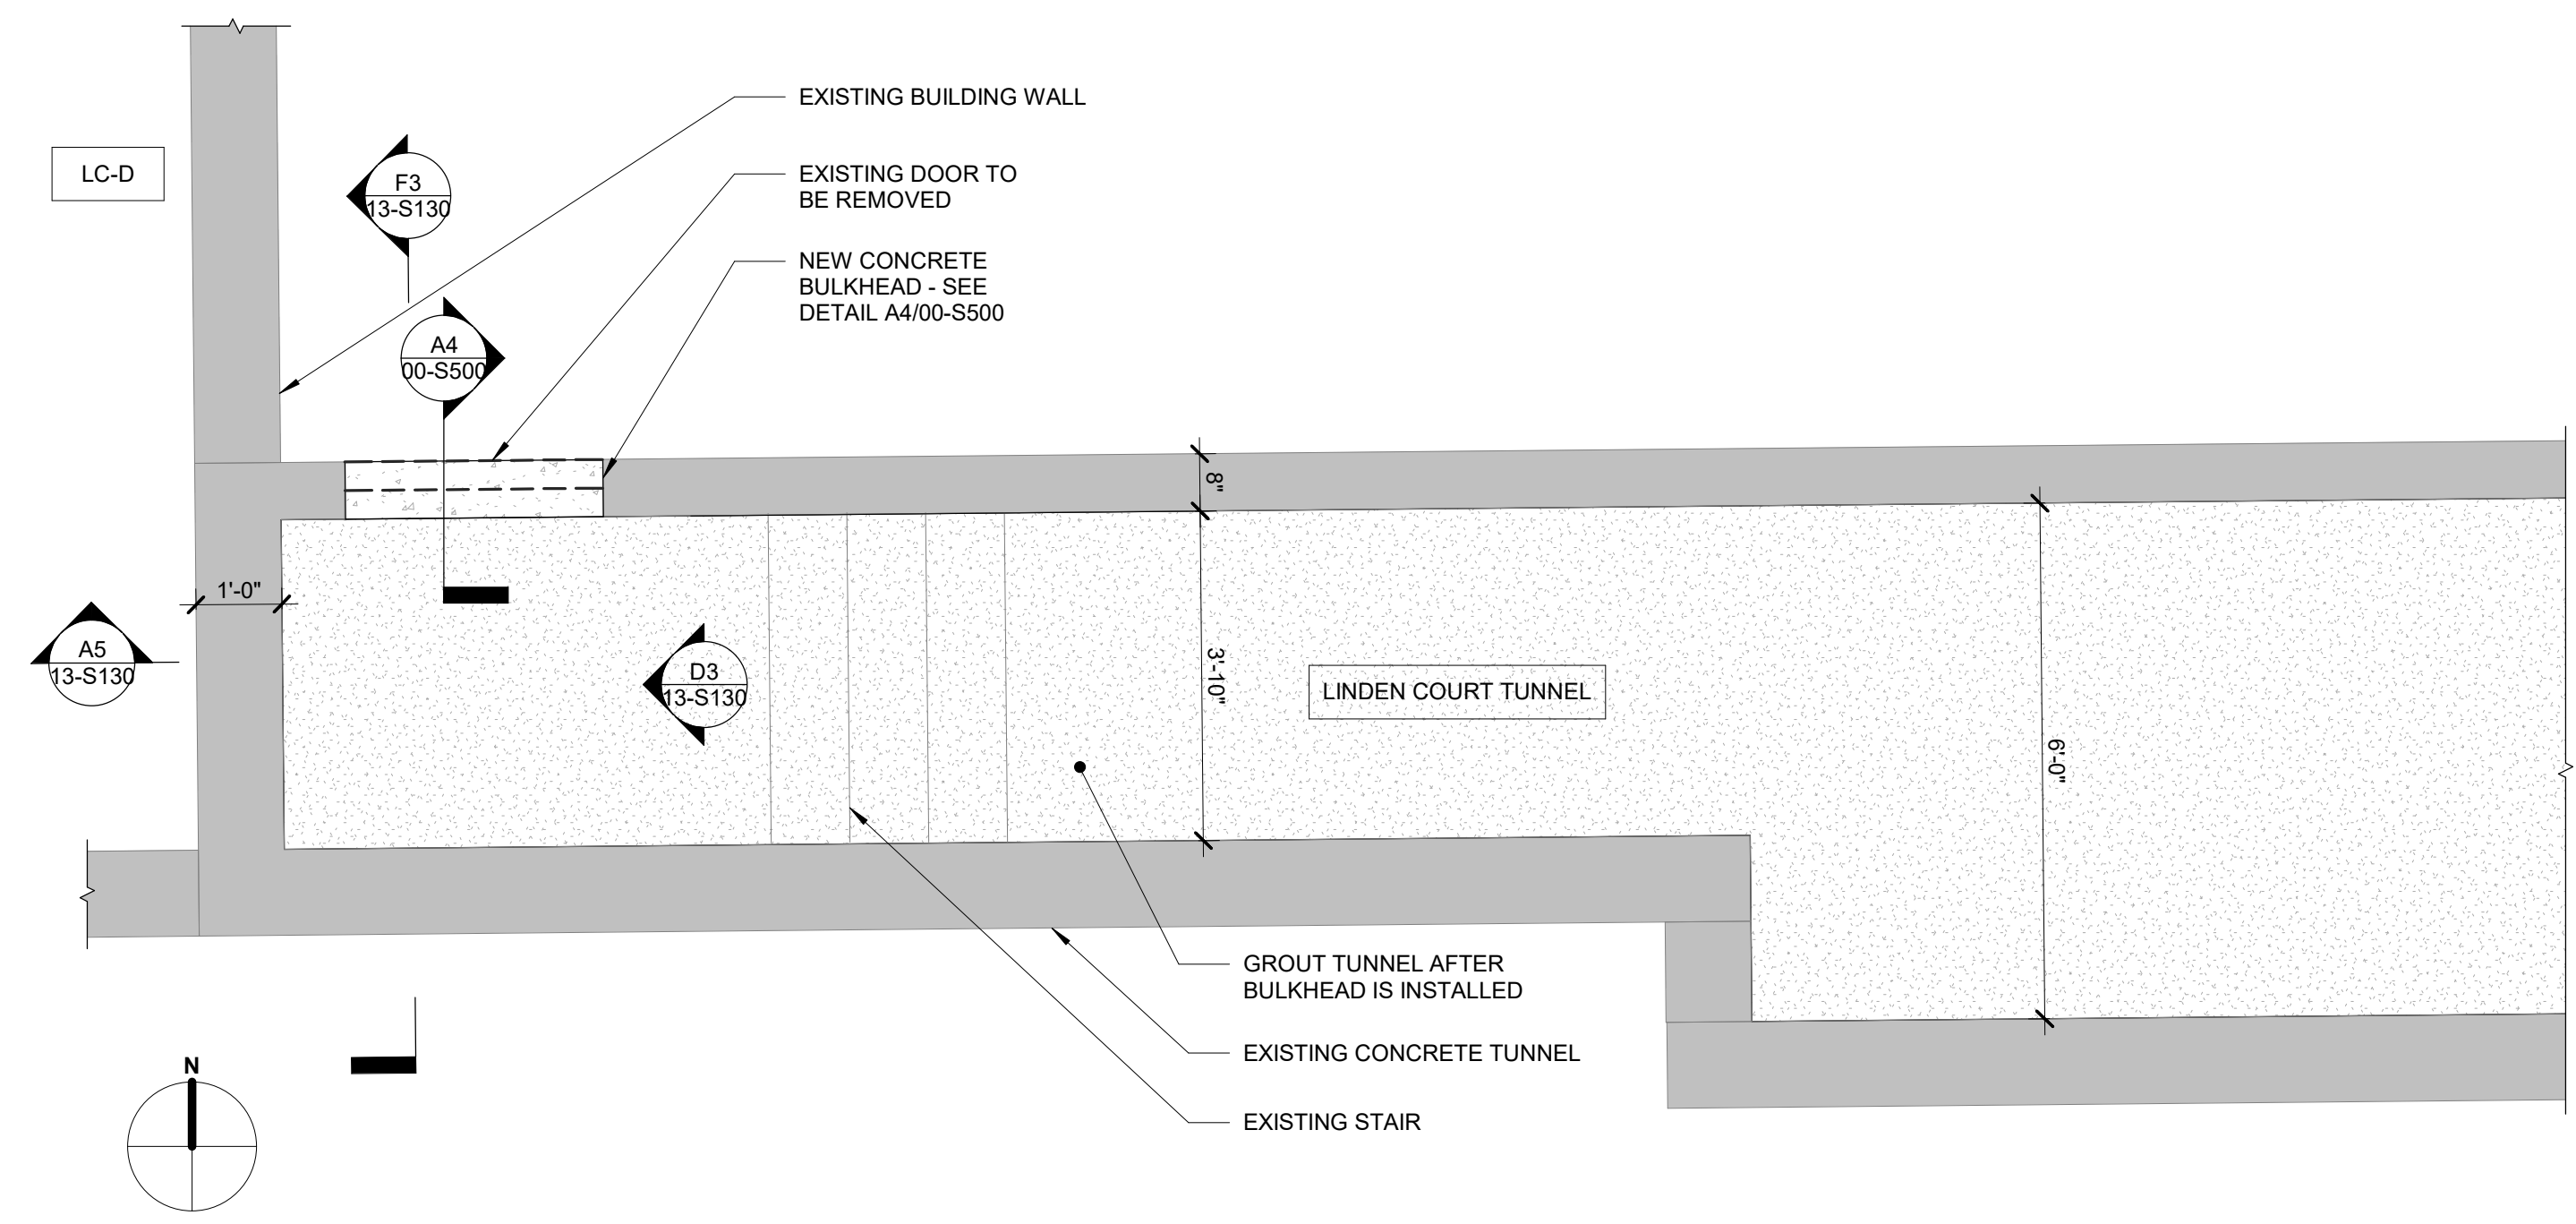 EXISTING BUILDING WALL
LC-D
F3
13-S130
EXISTING DOOR TO
BE REMOVED
NEW CONCRETE
BULKHEAD - SEE
DETAIL A4/00-S500
A4
00-S500
8"
1'-0"
A5
13-S130
D3
13-S130
3'-10"
LINDEN COURT TUNNEL
6'-0"
GROUT TUNNEL AFTER
BULKHEAD IS INSTALLED
EXISTING CONCRETE TUNNEL
EXISTING STAIR
N